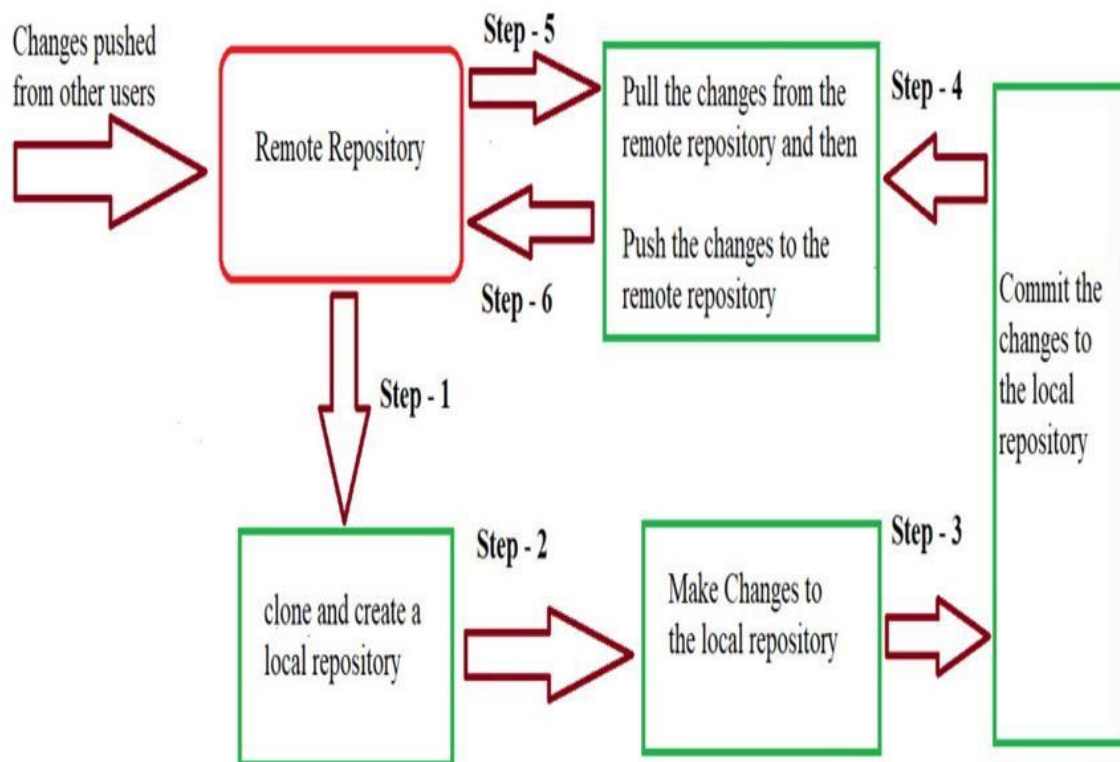 Changes pushed
from other users
Remote Repository
Step - 5
Pull the changes from the
remote repository and then
Push the changes to the
remote repository
Step - 4
Step - 6
Commit the
changes to
the local
repository
Step - 1
clone and create a
local repository
Step - 2
Make Changes to
the local repository
Step - 3